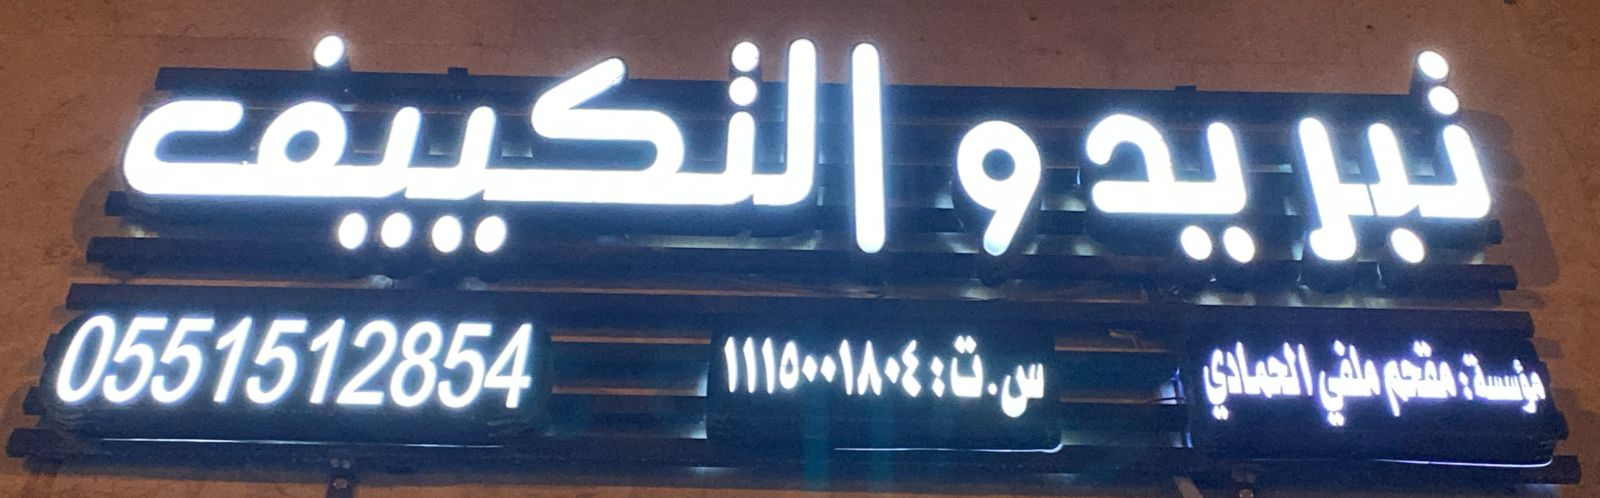 تبريد و التكييف
مؤسسة : مقحم ملفي الحمادي
س.ت : ١١١٥٠٠١٨٠٤
0551512854